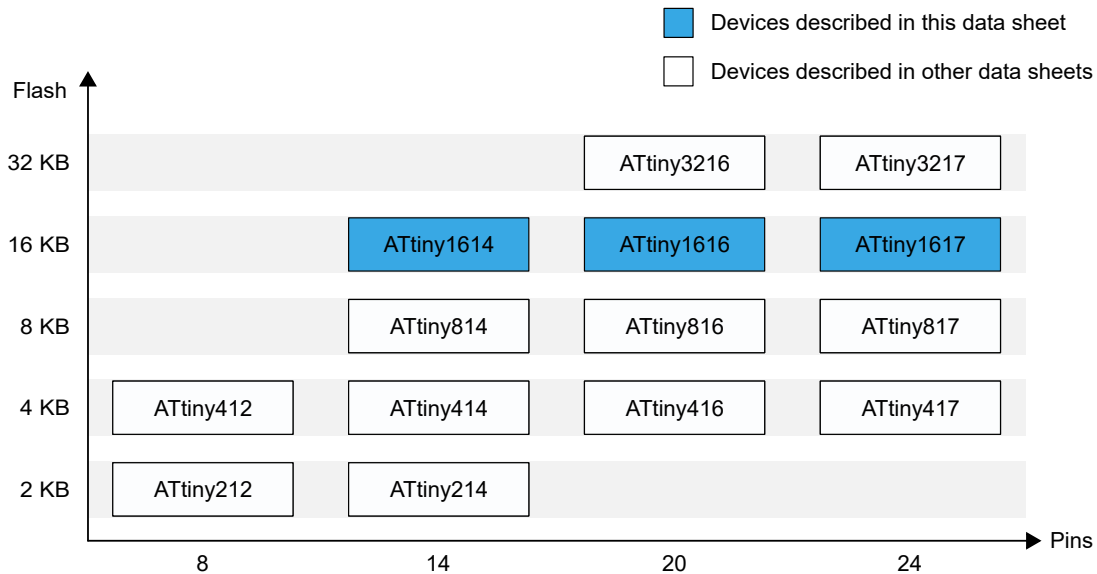 Devices described in this data sheet
Devices described in other data sheets
Flash
32 KB ATtiny3216 ATtiny3217
16 KB ATtiny1614 ATtiny1616 ATtiny1617
8 KB ATtiny814 ATtiny816 ATtiny817
4 KB ATtiny412 ATtiny414 ATtiny416 ATtiny417
2 KB ATtiny212 ATtiny214
Pins
8 14 20 24